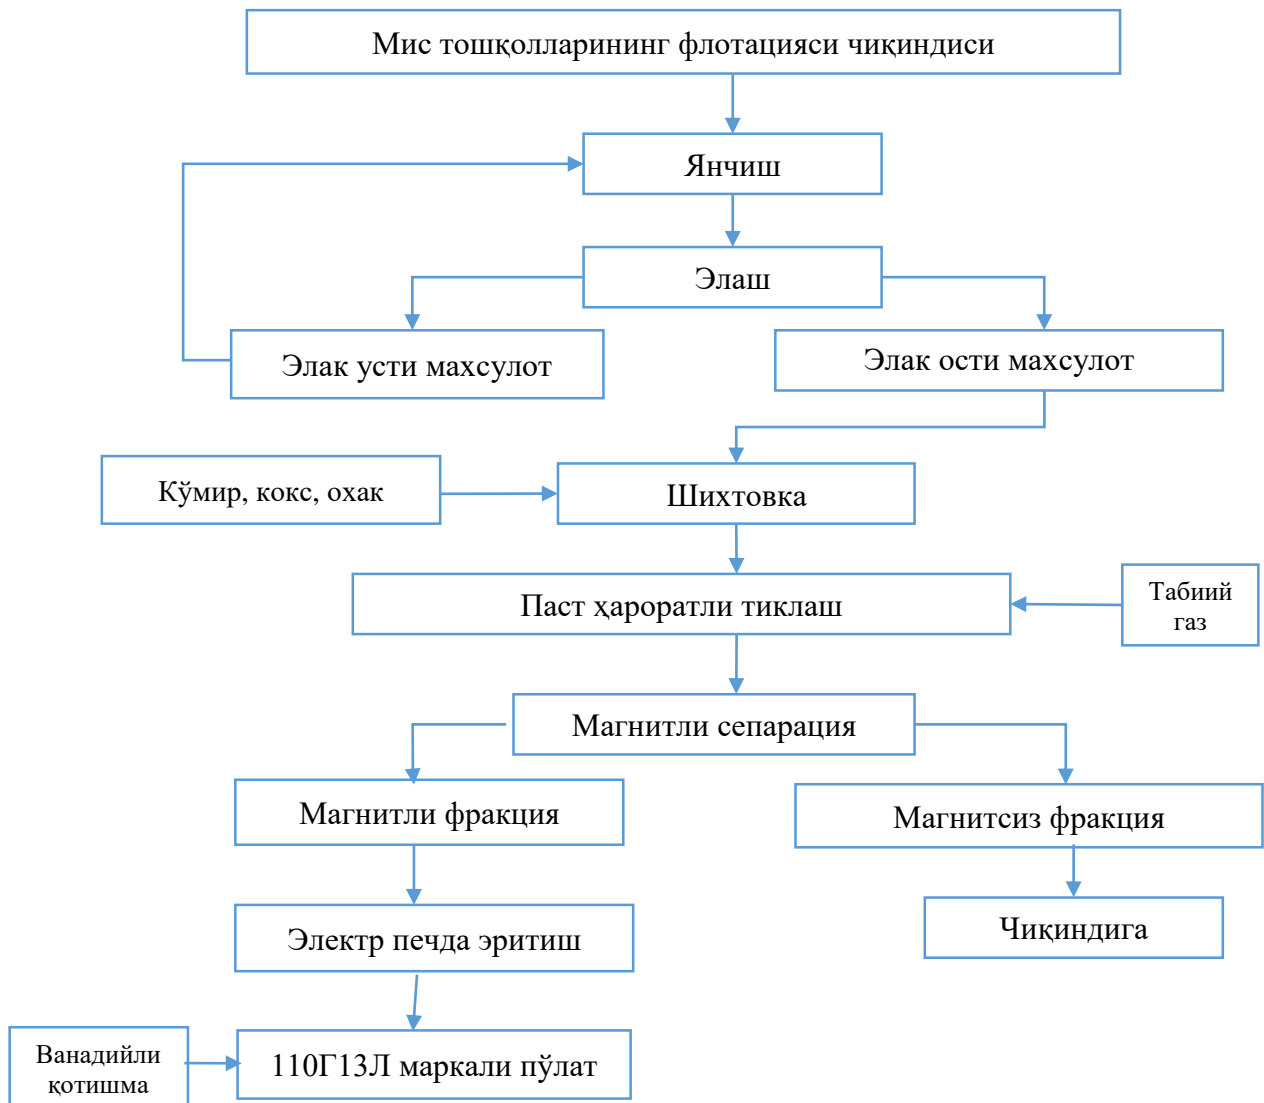 Мис тошқолларининг флотацияси чиқиндиси
Янчиш
Элаш
Элак усти махсулот
Элак ости махсулот
Кўмир, кокс, охак
Шихтовка
Паст ҳароратли тиклаш
Табиий
газ
Магнитли сепарация
Магнитли фракция
Магнитсиз фракция
Электр печда эритиш
Чиқиндига
Ванадийли
қотишма
110Г13Л маркали пўлат